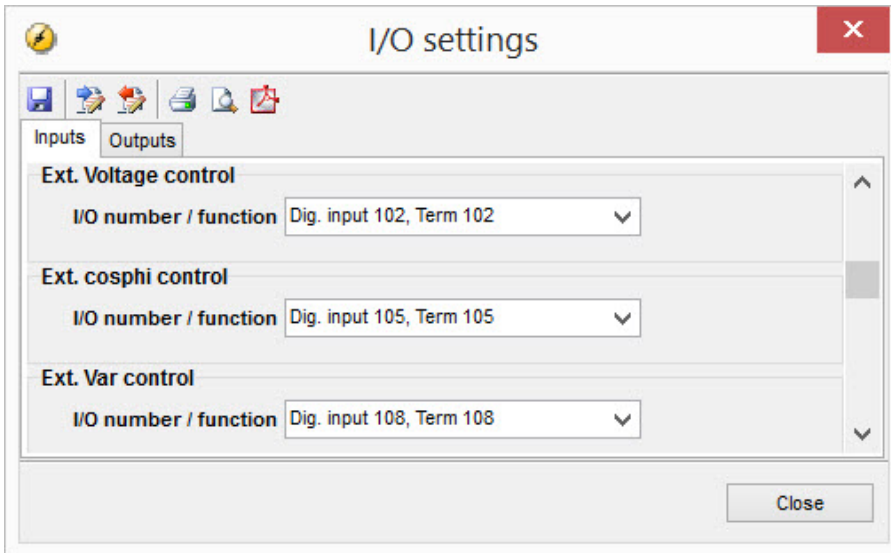 I/O settings
Inputs Outputs
Ext. Voltage control
I/O number / function Dig. input 102, Term 102
Ext. cosphi control
I/O number / function Dig. input 105, Term 105
Ext. Var control
I/O number / function Dig. input 108, Term 108
Close